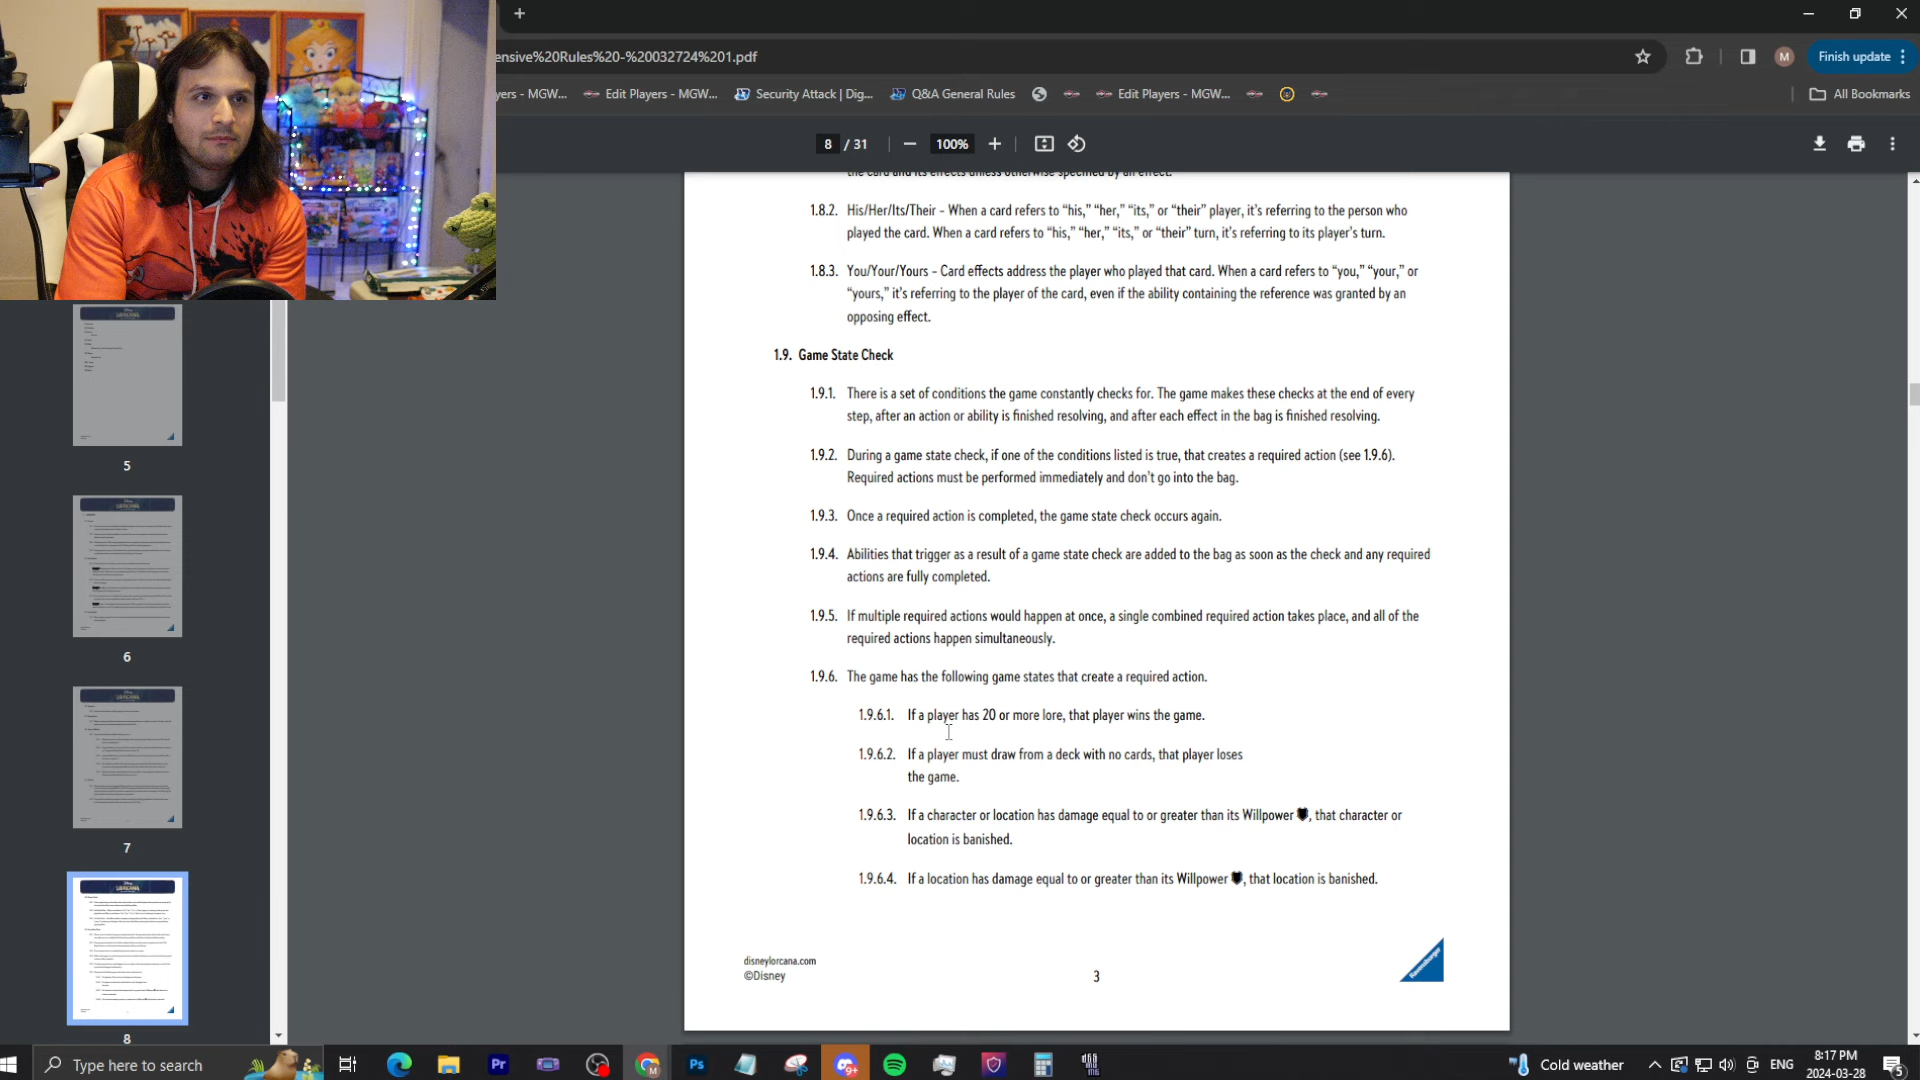 ensive%20Rules%20-%20032724%201.pdf
Finish update
M
yers - MGW...
Edit Players - MGW...
Security Attack | Dig...
Q&A General Rules
Edit Players - MGW...
All Bookmarks
8 / 31
100%
the card and its effects unless otherwise specified by an effect.
1.8.2. His/Her/Its/Their – When a card refers to “his,” “her,” “its,” or “their” player, it’s referring to the person who
played the card. When a card refers to “his,” “her,” “its,” or “their” turn, it’s referring to its player’s turn.
1.8.3. You/Your/Yours – Card effects address the player who played that card. When a card refers to “you,” “your,” or
“yours,” it’s referring to the player of the card, even if the ability containing the reference was granted by an
opposing effect.
1.9. Game State Check
1.9.1. There is a set of conditions the game constantly checks for. The game makes these checks at the end of every
step, after an action or ability is finished resolving, and after each effect in the bag is finished resolving.
1.9.2. During a game state check, if one of the conditions listed is true, that creates a required action (see 1.9.6).
Required actions must be performed immediately and don’t go into the bag.
1.9.3. Once a required action is completed, the game state check occurs again.
1.9.4. Abilities that trigger as a result of a game state check are added to the bag as soon as the check and any required
actions are fully completed.
1.9.5. If multiple required actions would happen at once, a single combined required action takes place, and all of the
required actions happen simultaneously.
1.9.6. The game has the following game states that create a required action.
1.9.6.1. If a player has 20 or more lore, that player wins the game.
1.9.6.2. If a player must draw from a deck with no cards, that player loses
the game.
1.9.6.3. If a character or location has damage equal to or greater than its Willpower , that character or
location is banished.
1.9.6.4. If a location has damage equal to or greater than its Willpower , that location is banished.
disneylorcana.com
©Disney
3
Ravensburger
5
6
7
8
Type here to search
Pr
Ps
9+
Cold weather
ENG
8:17 PM
2024-03-28
5